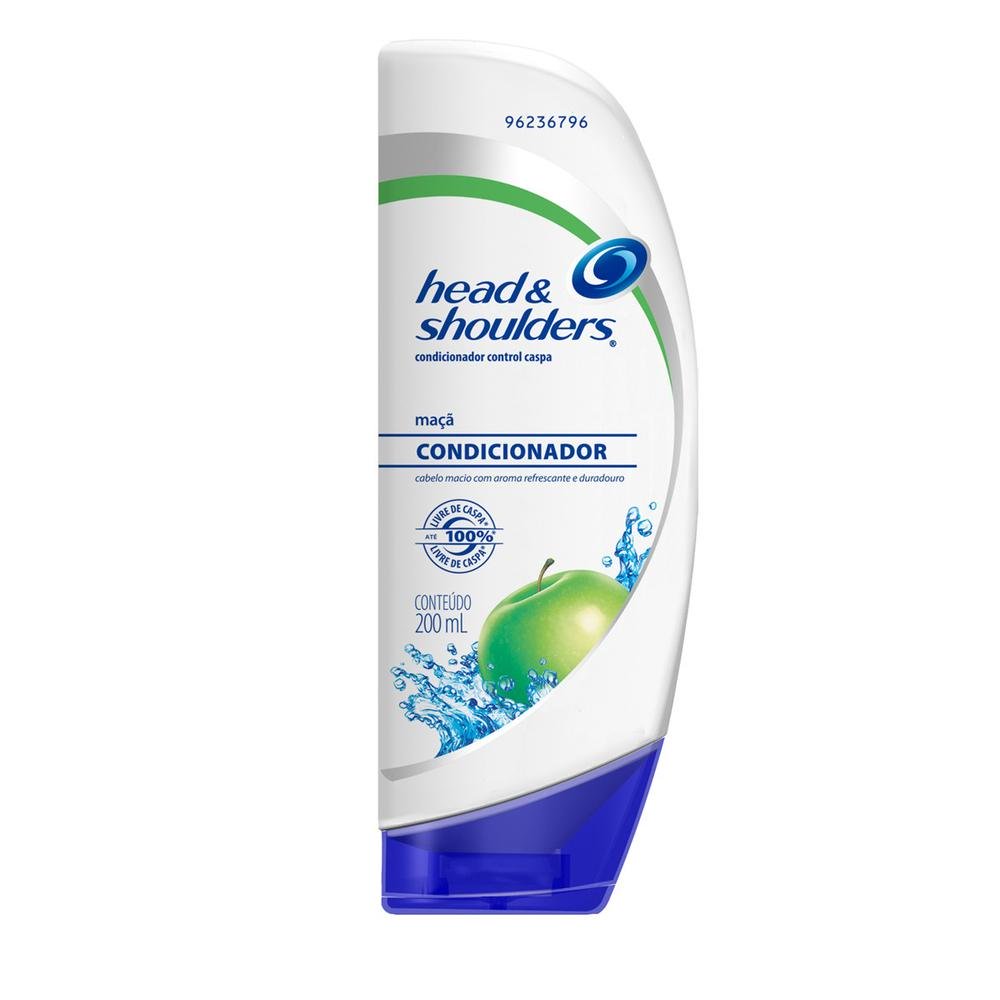 96236796
head &
shoulders®
condicionador control caspa
maçã
CONDICIONADOR
cabelo macio com aroma refrescante e duradouro
LIVRE DE CASPA*
ATÉ 100%*
LIVRE DE CASPA*
CONTEÚDO
200 mL